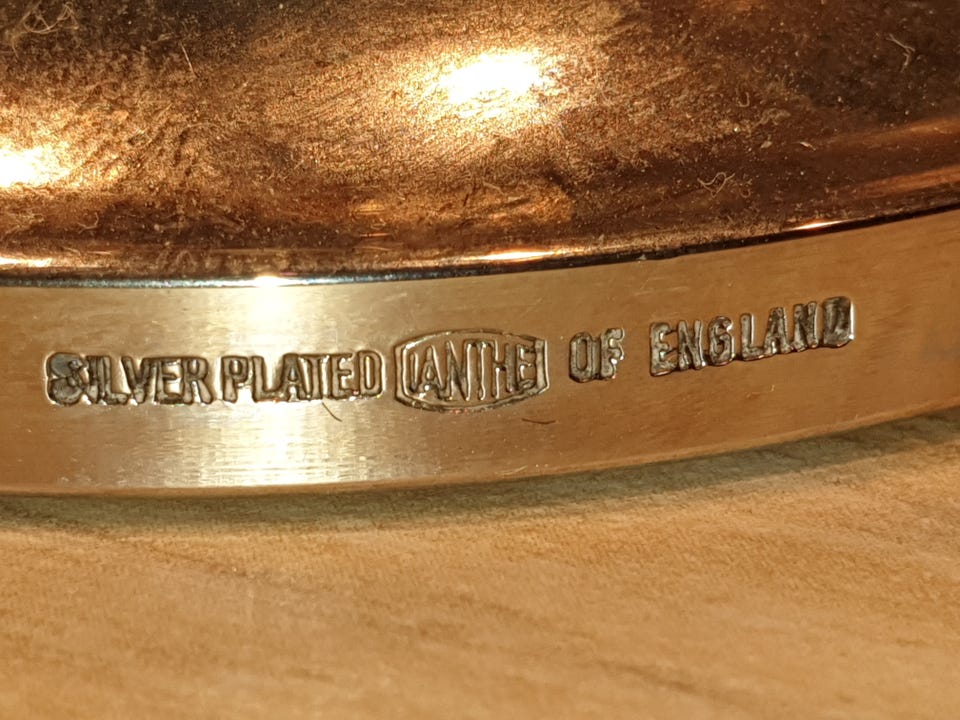 SILVER PLATED IANTHE OF ENGLAND